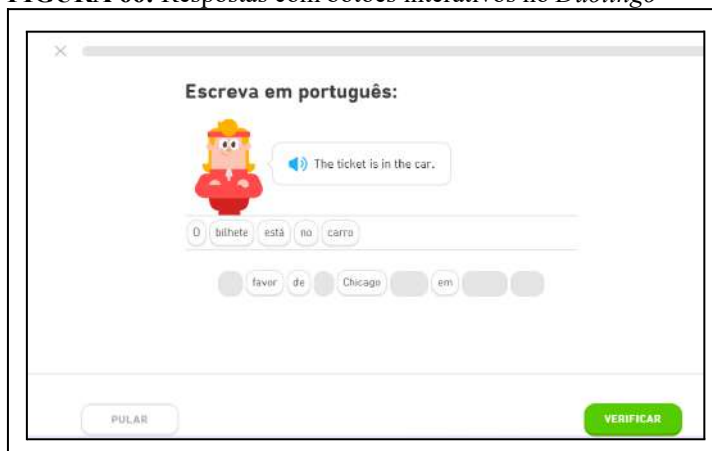 FIGURA 60: Respostas com botões interativos no Duolingo
Escreva em português:
The ticket is in the car.
O bilhete está no carro
favor de Chicago em
PULAR
VERIFICAR